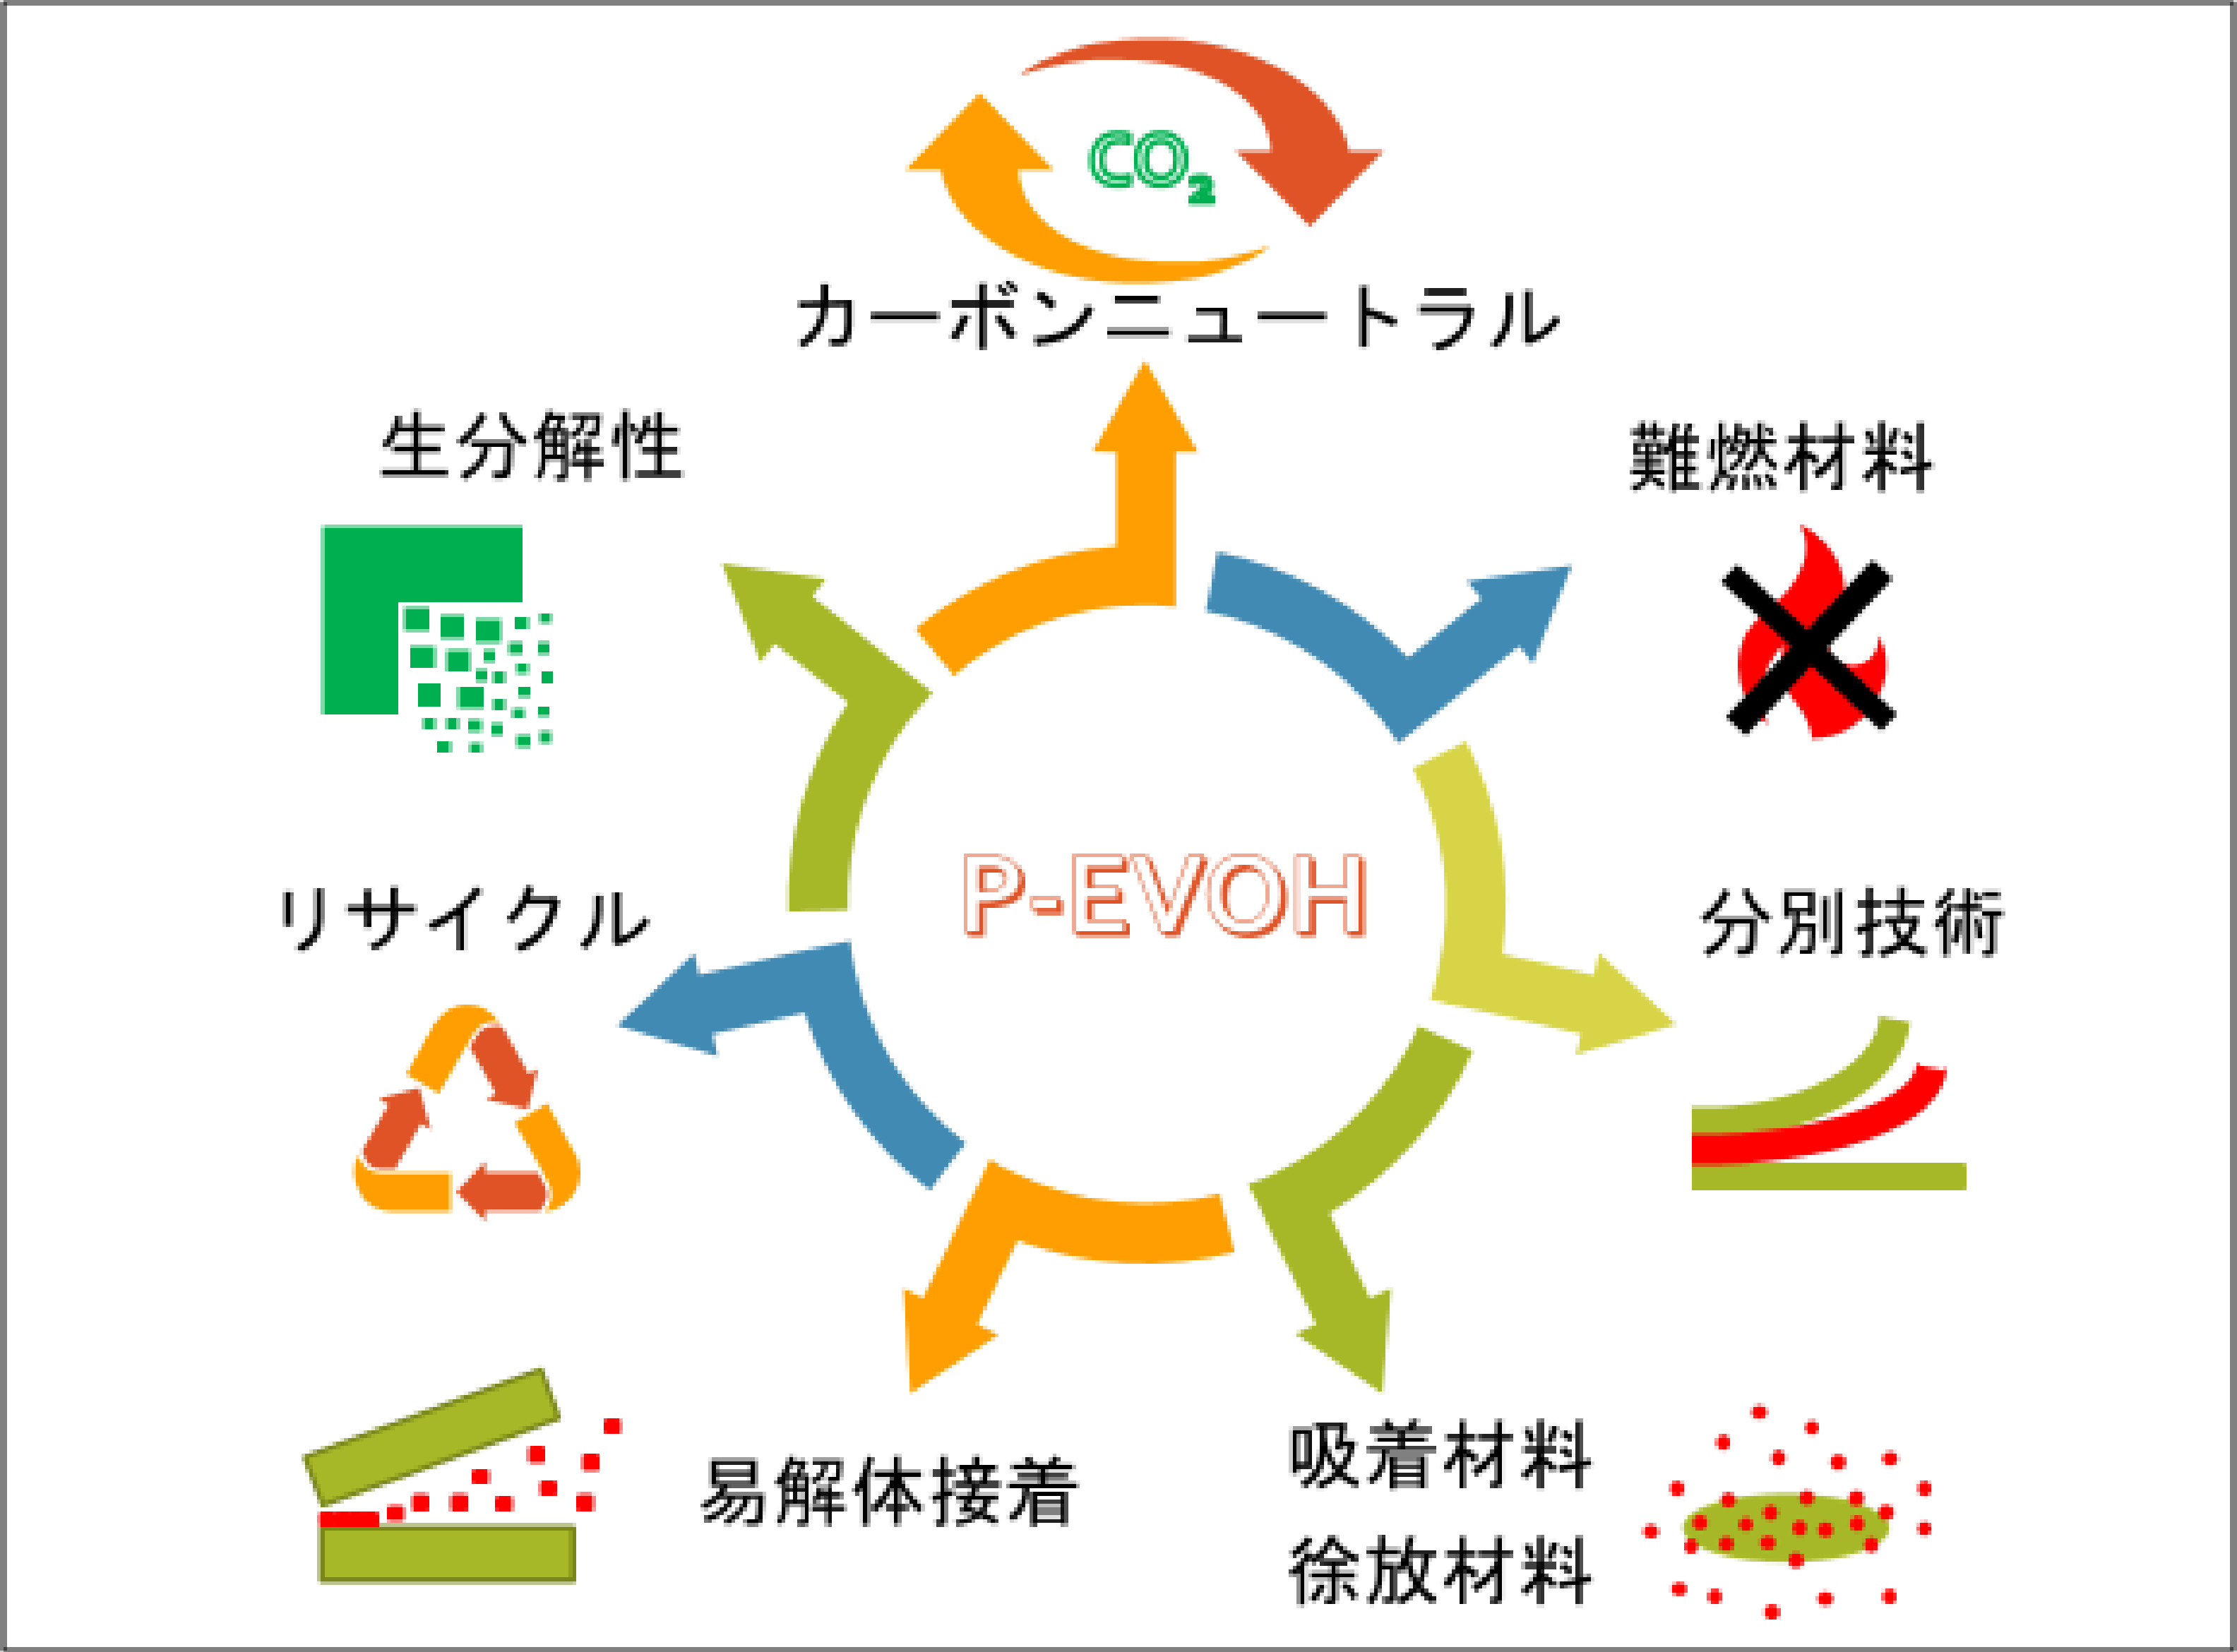 CO₂
カーボンニュートラル
生分解性
難燃材料
P-EVOH
リサイクル
分別技術
易解体接着
吸着材料
徐放材料